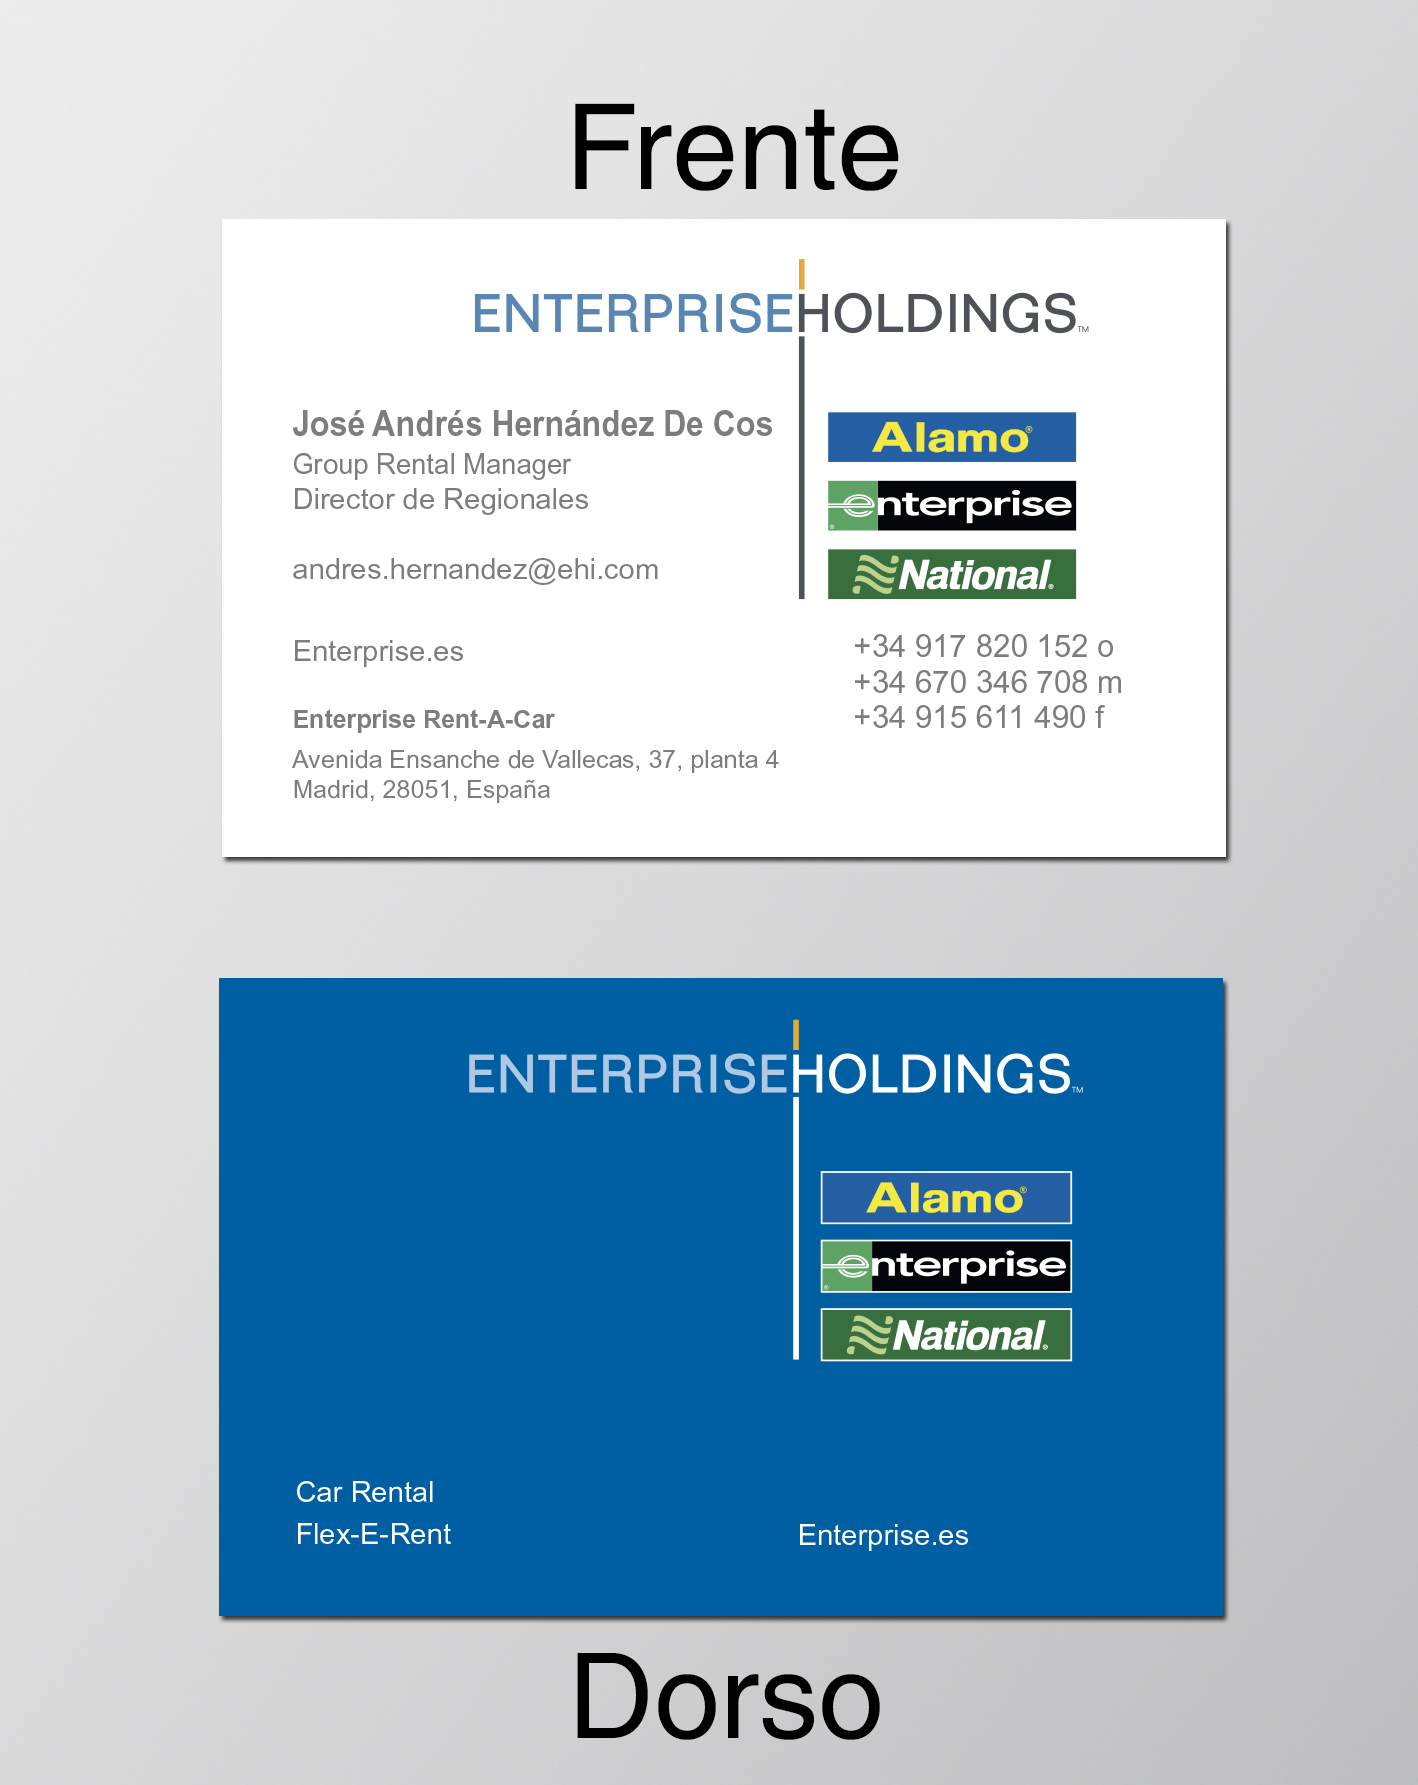 Frente
ENTERPRISEHOLDINGS™
José Andrés Hernández De Cos
Group Rental Manager
Director de Regionales
andres.hernandez@ehi.com
Alamo®
enterprise®
National®
Enterprise.es
+34 917 820 152 o
+34 670 346 708 m
+34 915 611 490 f
Enterprise Rent-A-Car
Avenida Ensanche de Vallecas, 37, planta 4
Madrid, 28051, España
ENTERPRISEHOLDINGS™
Alamo®
enterprise®
National®
Car Rental
Flex-E-Rent
Enterprise.es
Dorso